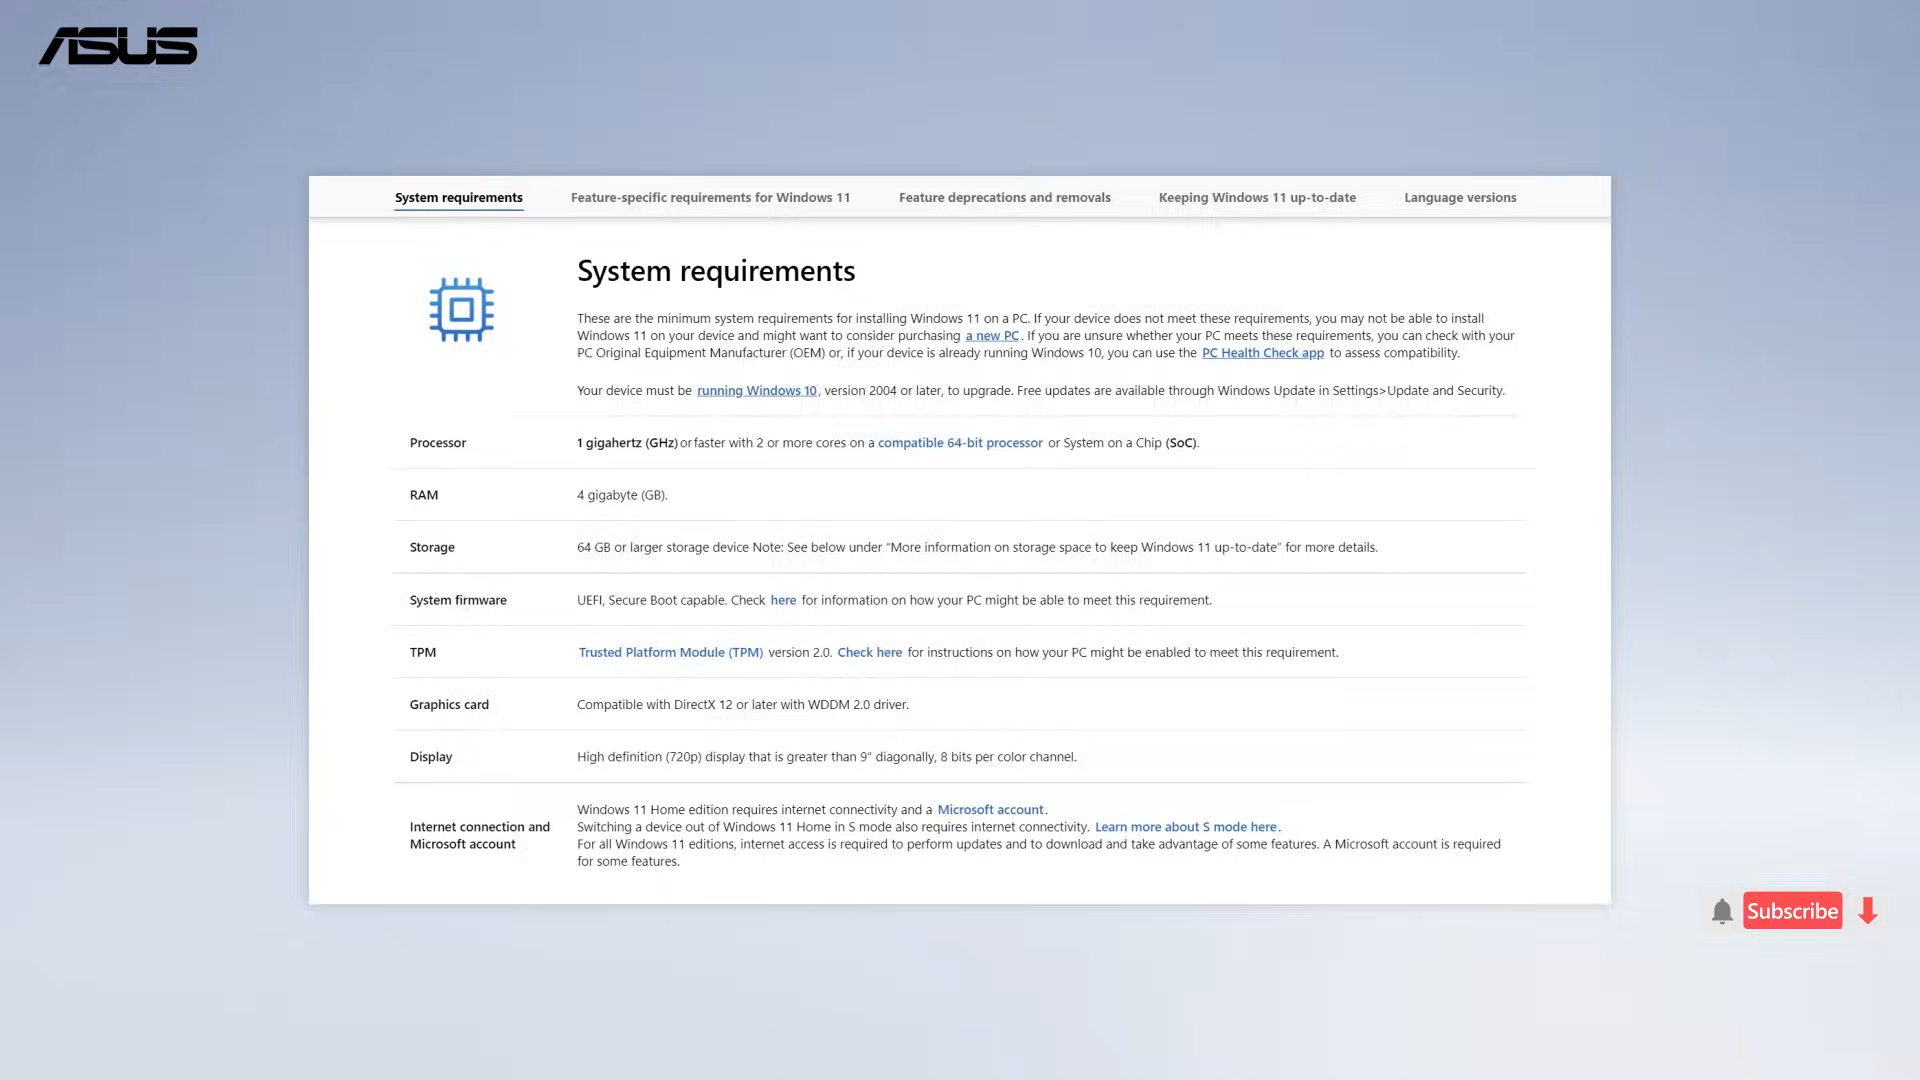 ASUS
System requirements Feature-specific requirements for Windows 11 Feature deprecations and removals Keeping Windows 11 up-to-date Language versions
System requirements
These are the minimum system requirements for installing Windows 11 on a PC. If your device does not meet these requirements, you may not be able to install
Windows 11 on your device and might want to consider purchasing a new PC. If you are unsure whether your PC meets these requirements, you can check with your
PC Original Equipment Manufacturer (OEM) or, if your device is already running Windows 10, you can use the PC Health Check app to assess compatibility.
Your device must be running Windows 10, version 2004 or later, to upgrade. Free updates are available through Windows Update in Settings>Update and Security.
Processor 1 gigahertz (GHz) or faster with 2 or more cores on a compatible 64-bit processor or System on a Chip (SoC).
RAM 4 gigabyte (GB).
Storage 64 GB or larger storage device Note: See below under “More information on storage space to keep Windows 11 up-to-date” for more details.
System firmware UEFI, Secure Boot capable. Check here for information on how your PC might be able to meet this requirement.
TPM Trusted Platform Module (TPM) version 2.0. Check here for instructions on how your PC might be enabled to meet this requirement.
Graphics card Compatible with DirectX 12 or later with WDDM 2.0 driver.
Display High definition (720p) display that is greater than 9” diagonally, 8 bits per color channel.
Internet connection and
Microsoft account
Windows 11 Home edition requires internet connectivity and a Microsoft account.
Switching a device out of Windows 11 Home in S mode also requires internet connectivity. Learn more about S mode here.
For all Windows 11 editions, internet access is required to perform updates and to download and take advantage of some features. A Microsoft account is required
for some features.
Subscribe